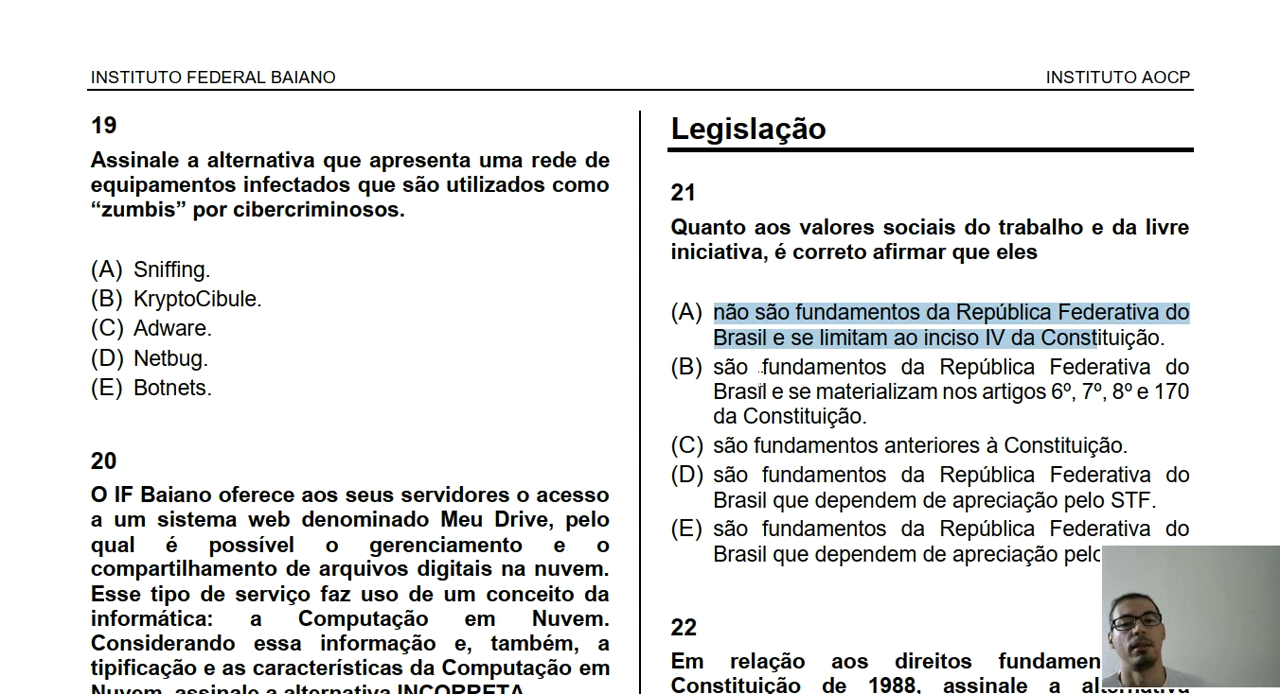 INSTITUTO FEDERAL BAIANO
INSTITUTO AOCP
19
Assinale a alternativa que apresenta uma rede de
equipamentos infectados que são utilizados como
“zumbis” por cibercriminosos.
(A) Sniffing.
(B) KryptoCibule.
(C) Adware.
(D) Netbug.
(E) Botnets.
20
O IF Baiano oferece aos seus servidores o acesso
a um sistema web denominado Meu Drive, pelo
qual é possível o gerenciamento e o
compartilhamento de arquivos digitais na nuvem.
Esse tipo de serviço faz uso de um conceito da
informática: a Computação em Nuvem.
Considerando essa informação e, também, a
tipificação e as características da Computação em
Nuvem, assinale a alternativa INCORRETA.
Legislação
21
Quanto aos valores sociais do trabalho e da livre
iniciativa, é correto afirmar que eles
(A) não são fundamentos da República Federativa do
Brasil e se limitam ao inciso IV da Constituição.
(B) são fundamentos da República Federativa do
Brasil e se materializam nos artigos 6º, 7º, 8º e 170
da Constituição.
(C) são fundamentos anteriores à Constituição.
(D) são fundamentos da República Federativa do
Brasil que dependem de apreciação pelo STF.
(E) são fundamentos da República Federativa do
Brasil que dependem de apreciação
22
Em relação aos direitos
Constituição de 1988, assinale a